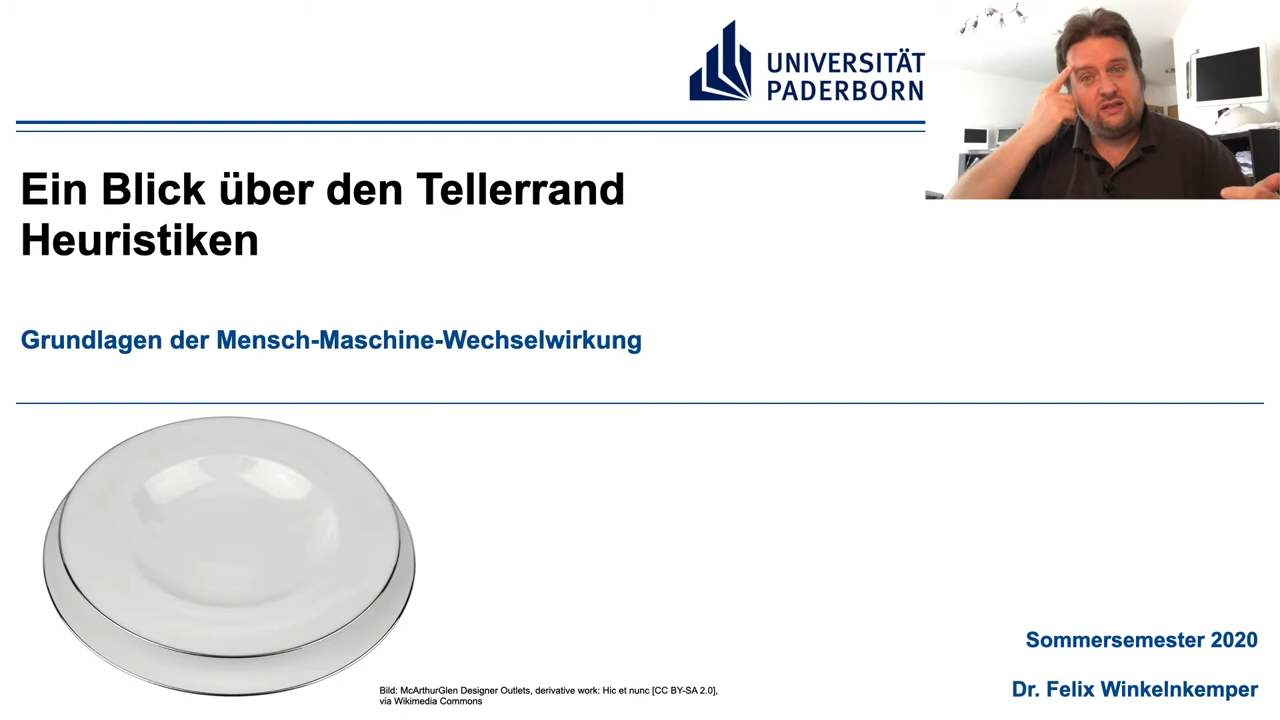 UNIVERSITÄT
PADERBORN
Ein Blick über den Tellerrand
Heuristiken
Grundlagen der Mensch-Maschine-Wechselwirkung
Bild: McArthurGlen Designer Outlets, derivative work: Hic et nunc [CC BY-SA 2.0],
via Wikimedia Commons
Sommersemester 2020
Dr. Felix Winkelnkemper